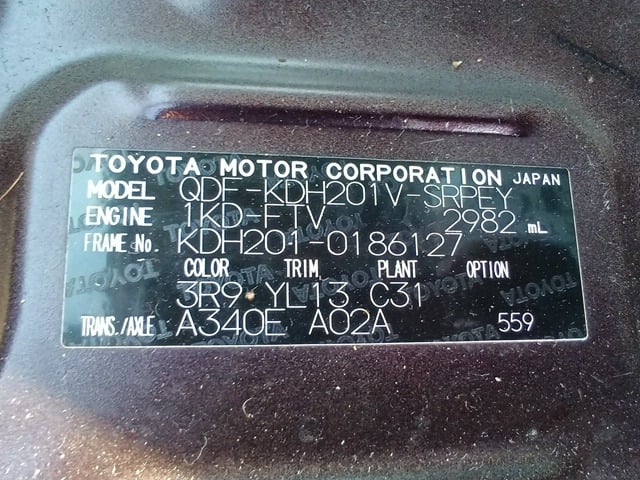 TOYOTA MOTOR CORPORATION JAPAN
MODEL QDF-KDH201V-SRPEY
ENGINE 1KD-FTV 2982 mL
FRAME No. KDH201-0186127
COLOR TRIM PLANT OPTION
3R9 YL13 C31
TRANS./AXLE A340E A02A 559